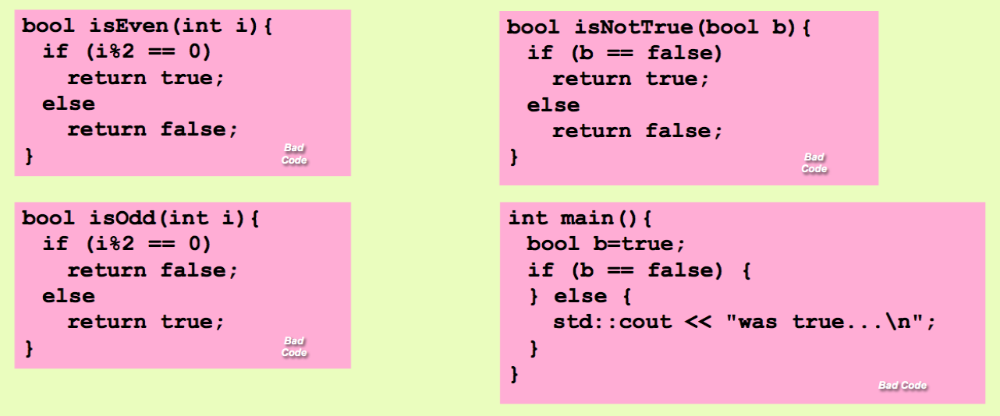 bool isEven(int i){
  if (i%2 == 0)
    return true;
  else
    return false;
}
Bad
Code
bool isNotTrue(bool b){
  if (b == false)
    return true;
  else
    return false;
}
Bad
Code
bool isOdd(int i){
  if (i%2 == 0)
    return false;
  else
    return true;
}
Bad
Code
int main(){
  bool b=true;
  if (b == false) {
  } else {
    std::cout << "was true...\n";
  }
}
Bad Code